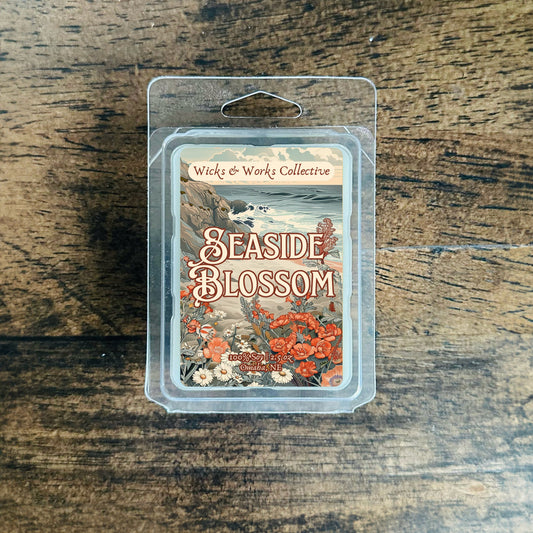 Wicks & Works Collective
Seaside
Blossom
100% Soy | 2.5 oz
Omaha, NE